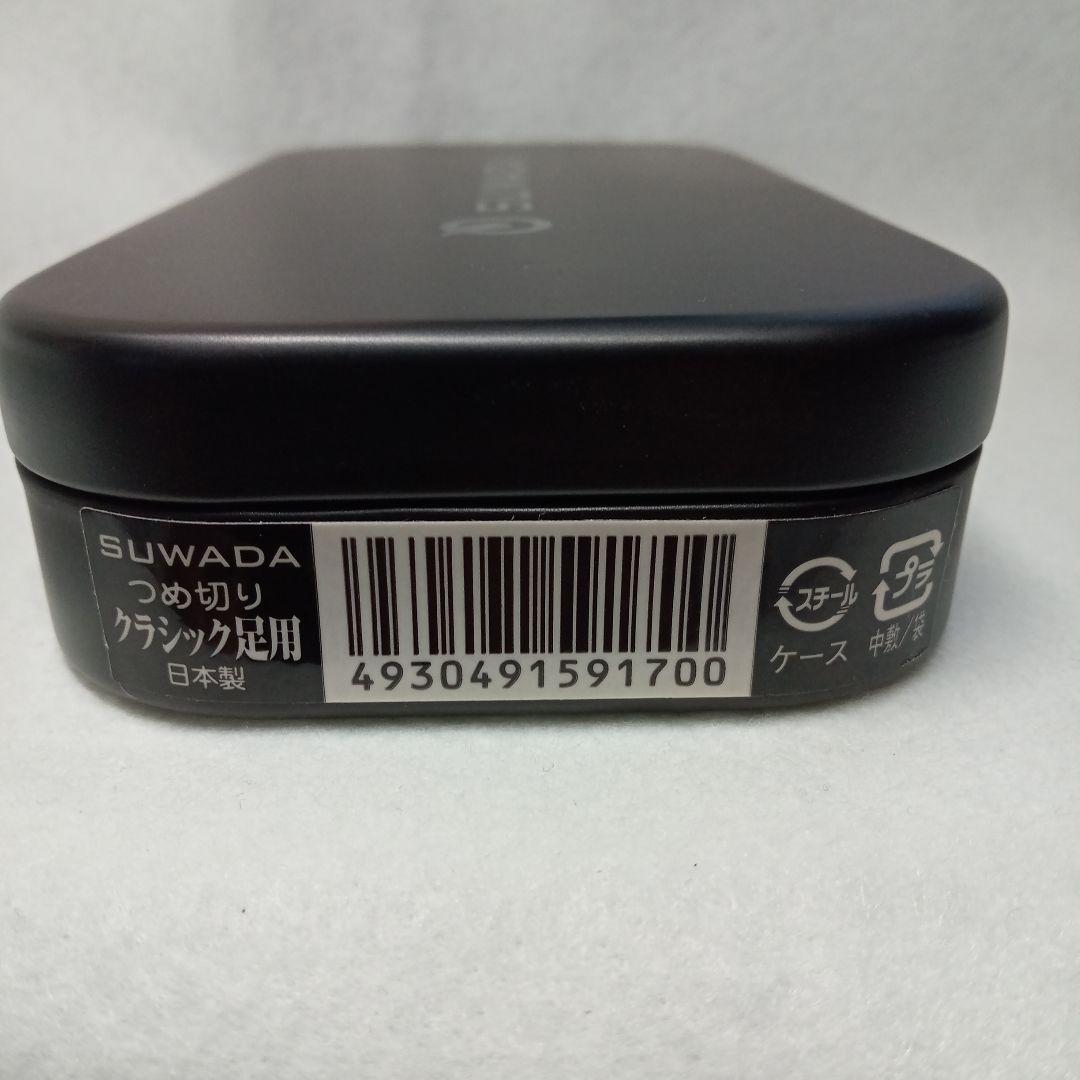 SUWADA
SUWADA
つめ切り
クラシック足用
日本製
4930491591700
スチール
ケース
プラ
中敷/袋